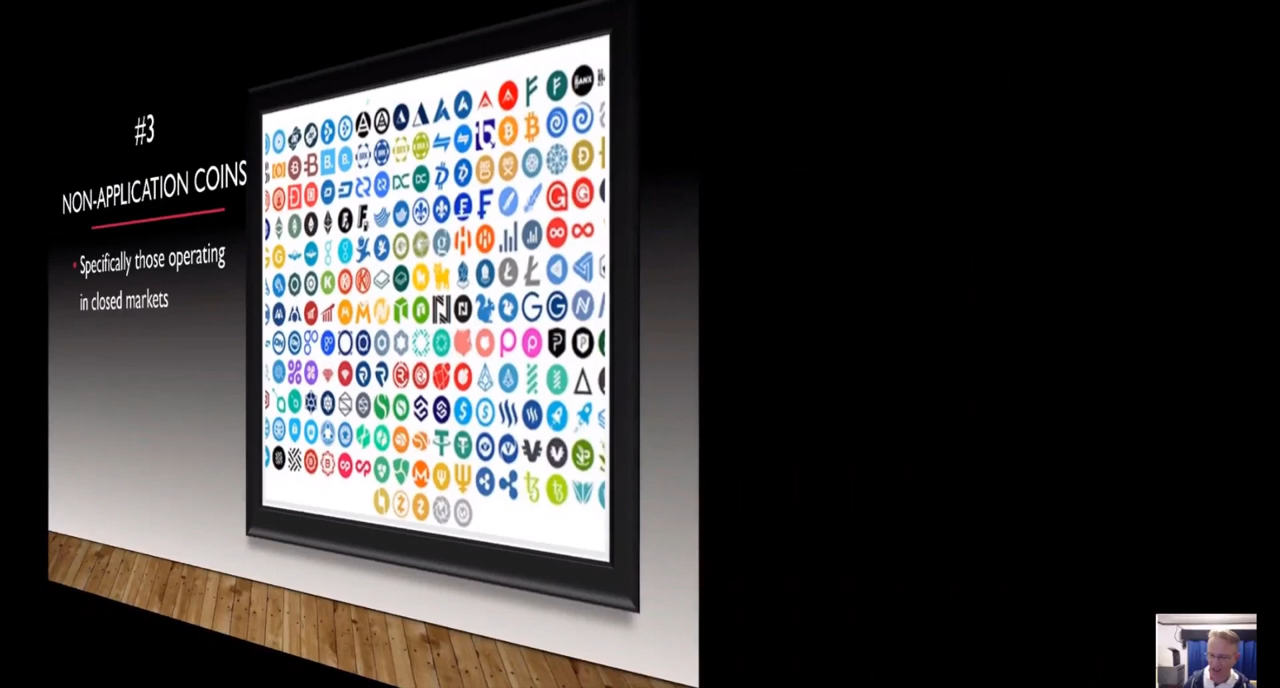 #3
NON-APPLICATION COINS
• Specifically those operating
in closed markets